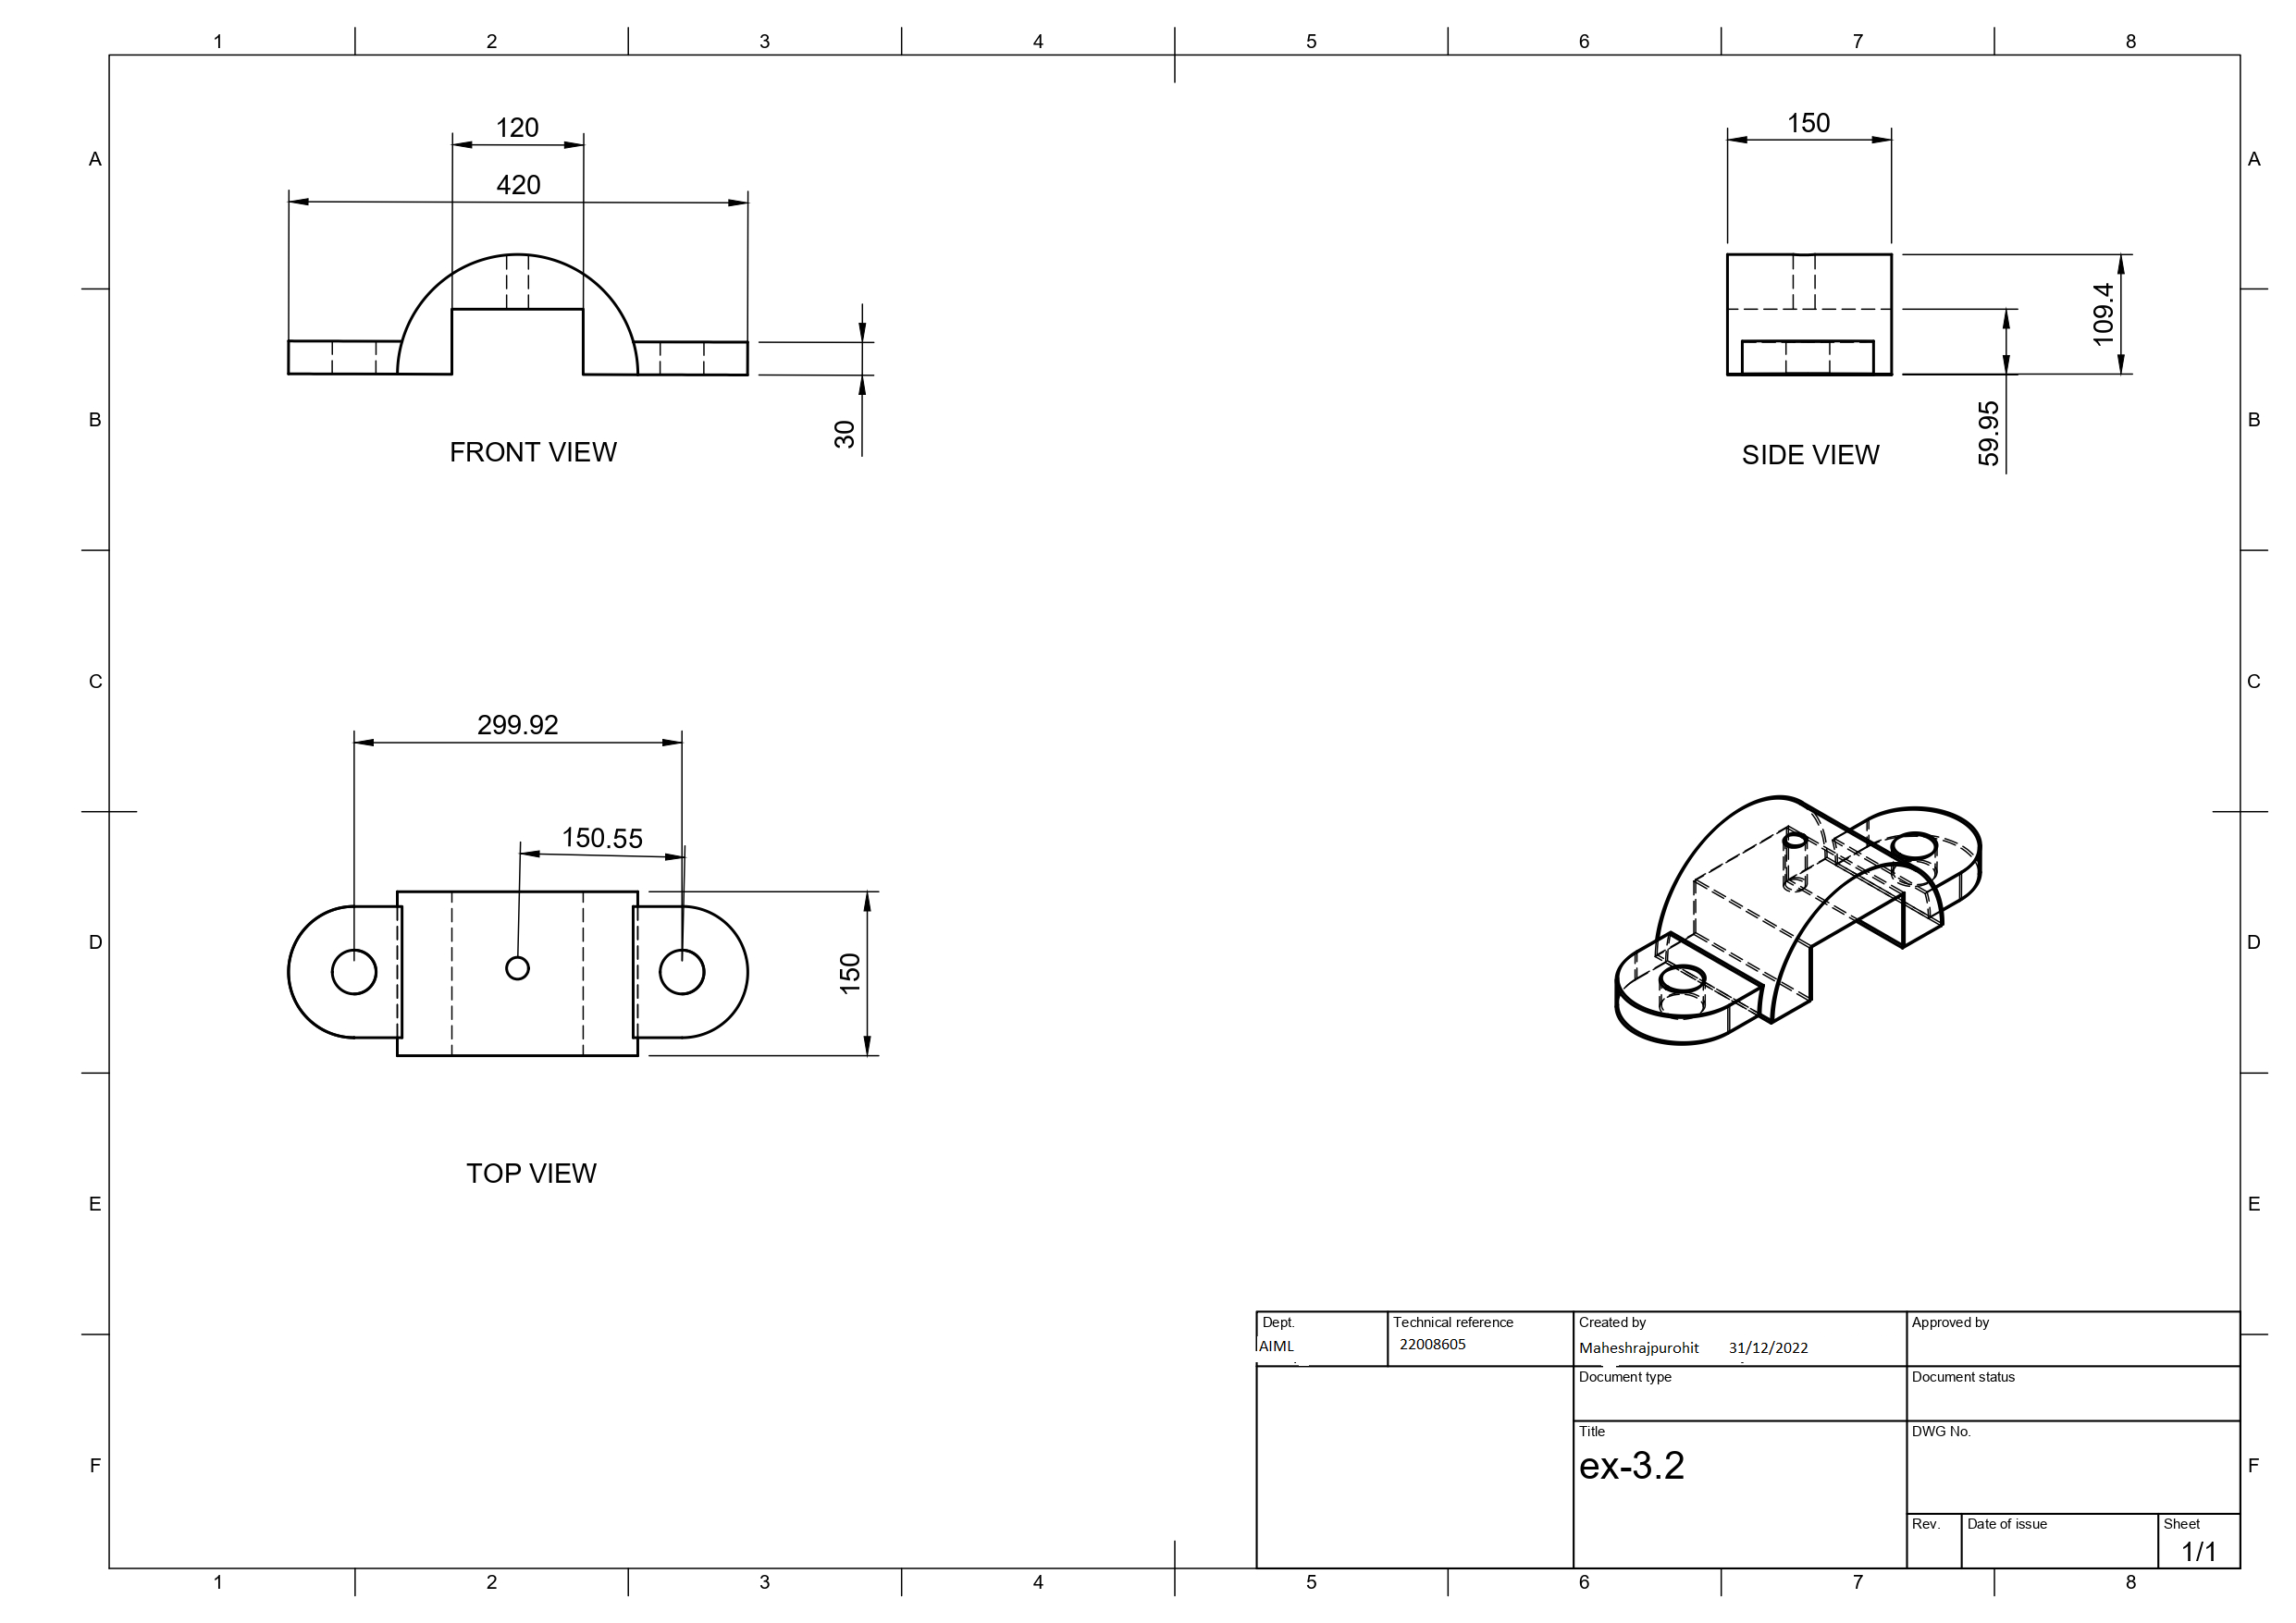 1 2 3 4 5 6 7 8
120
150
A A
420
109.4
B B
30
59.95
FRONT VIEW
SIDE VIEW
C C
299.92
150.55
150
D D
TOP VIEW
E E
Dept. Technical reference Created by Approved by
AIML 22008605 Maheshrajpurohit 31/12/2022
Document type Document status
Title DWG No.
ex-3.2
F F
Rev. Date of issue Sheet
1/1
1 2 3 4 5 6 7 8